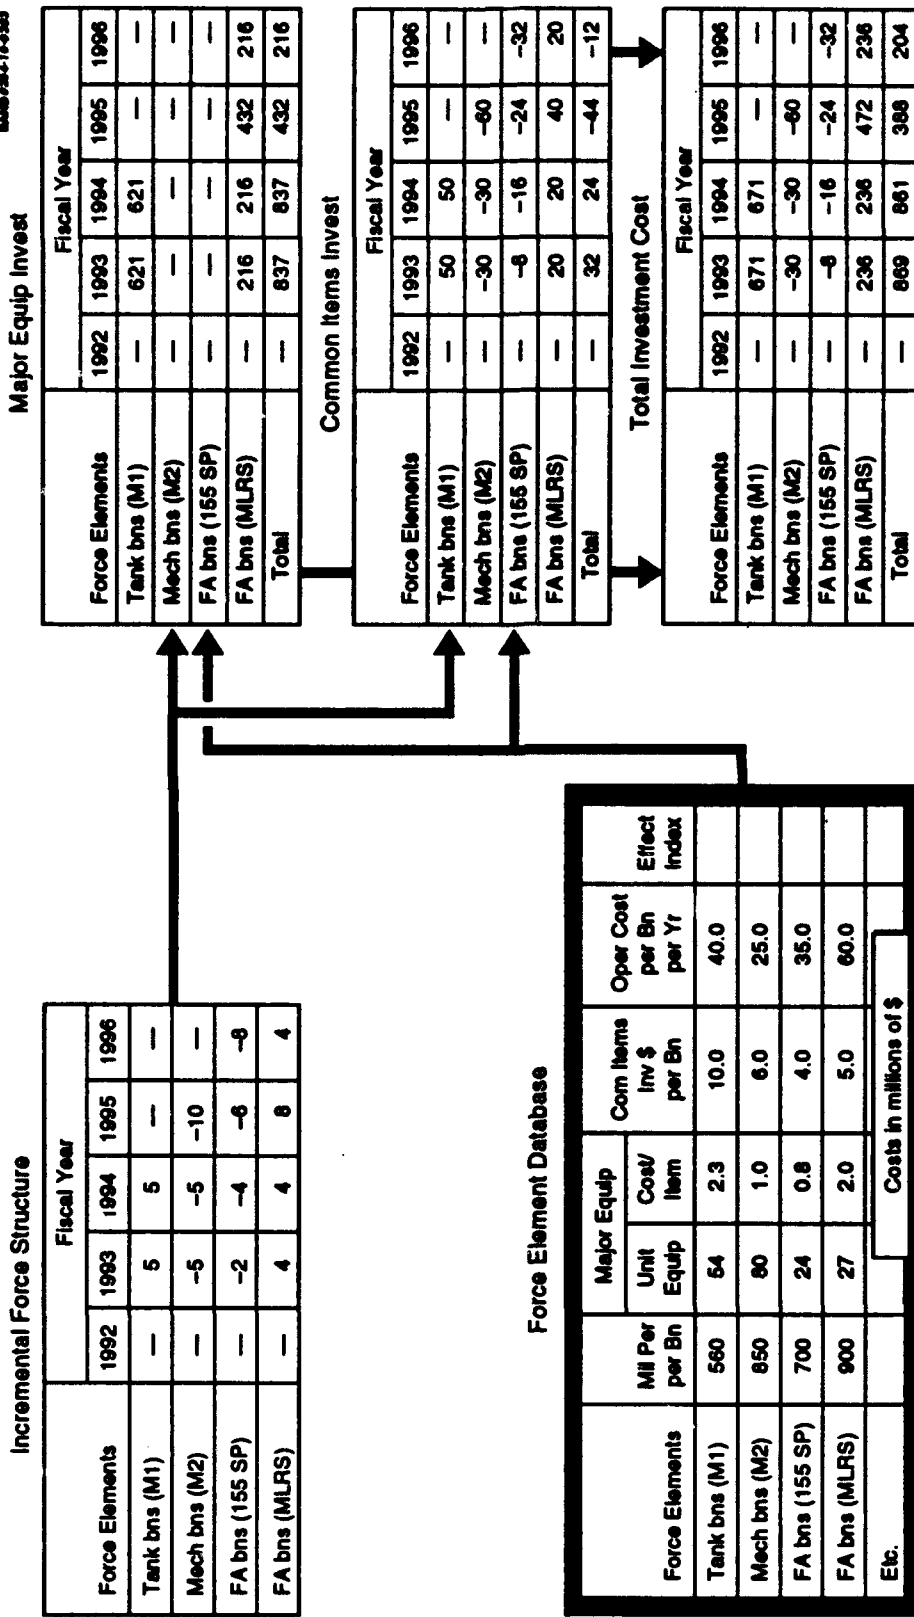 Incremental Force Structure
Force Elements | Fiscal Year
1992 | 1993 | 1994 | 1995 | 1996
Tank bns (M1) | — | 5 | 5 | — | —
Mech bns (M2) | — | –5 | –5 | –10 | —
FA bns (155 SP) | — | –2 | –4 | –6 | –8
FA bns (MLRS) | — | 4 | 4 | 8 | 4
Force Element Database
Force Elements | Mil Per per Bn | Major Equip | Com Items Inv $ per Bn | Oper Cost per Bn per Yr | Effect Index
Unit Equip | Cost/ Item
Tank bns (M1) | 560 | 54 | 2.3 | 10.0 | 40.0
Mech bns (M2) | 850 | 80 | 1.0 | 6.0 | 25.0
FA bns (155 SP) | 700 | 24 | 0.8 | 4.0 | 35.0
FA bns (MLRS) | 900 | 27 | 2.0 | 5.0 | 60.0
Etc.
Costs in millions of $
Major Equip Invest
Force Elements | Fiscal Year
1992 | 1993 | 1994 | 1995 | 1996
Tank bns (M1) | — | 621 | 621 | — | —
Mech bns (M2) | — | — | — | — | —
FA bns (155 SP) | — | — | — | — | —
FA bns (MLRS) | — | 216 | 216 | 432 | 216
Total | — | 837 | 837 | 432 | 216
Common Items Invest
Force Elements | Fiscal Year
1992 | 1993 | 1994 | 1995 | 1996
Tank bns (M1) | — | 50 | 50 | — | —
Mech bns (M2) | — | –30 | –30 | –60 | —
FA bns (155 SP) | — | –8 | –16 | –24 | –32
FA bns (MLRS) | — | 20 | 20 | 40 | 20
Total | — | 32 | 24 | –44 | –12
Total Investment Cost
Force Elements | Fiscal Year
1992 | 1993 | 1994 | 1995 | 1996
Tank bns (M1) | — | 671 | 671 | — | —
Mech bns (M2) | — | –30 | –30 | –60 | —
FA bns (155 SP) | — | –8 | –16 | –24 | –32
FA bns (MLRS) | — | 236 | 236 | 472 | 236
Total | — | 869 | 861 | 388 | 204